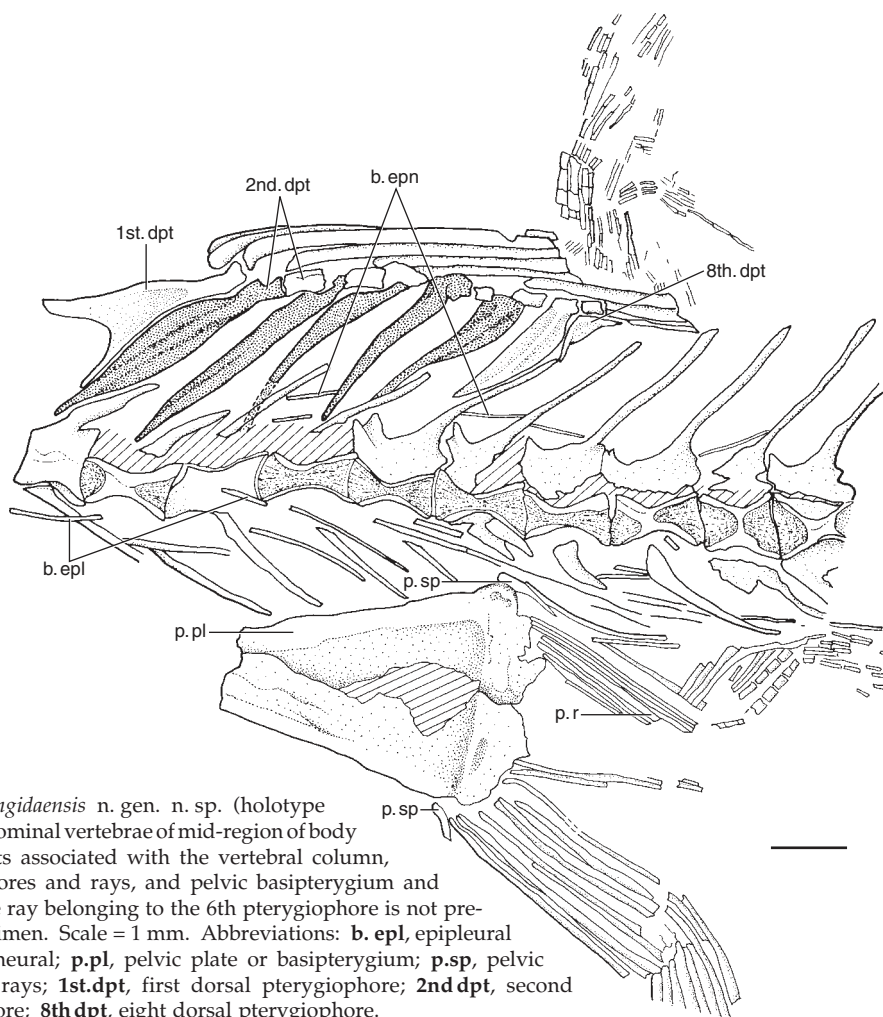 2nd. dpt
b. epn
1st. dpt
8th. dpt
b. epl
p. sp
p. pl
p. r
p. sp
ngidaensis n. gen. n. sp. (holotype
ominal vertebrae of mid-region of body
ts associated with the vertebral column,
ores and rays, and pelvic basipterygium and
e ray belonging to the 6th pterygiophore is not pre-
imen. Scale = 1 mm. Abbreviations: b. epl, epipleural
neural; p.pl, pelvic plate or basipterygium; p.sp, pelvic
rays; 1st.dpt, first dorsal pterygiophore; 2nd dpt, second
ore; 8th dpt, eight dorsal pterygiophore.